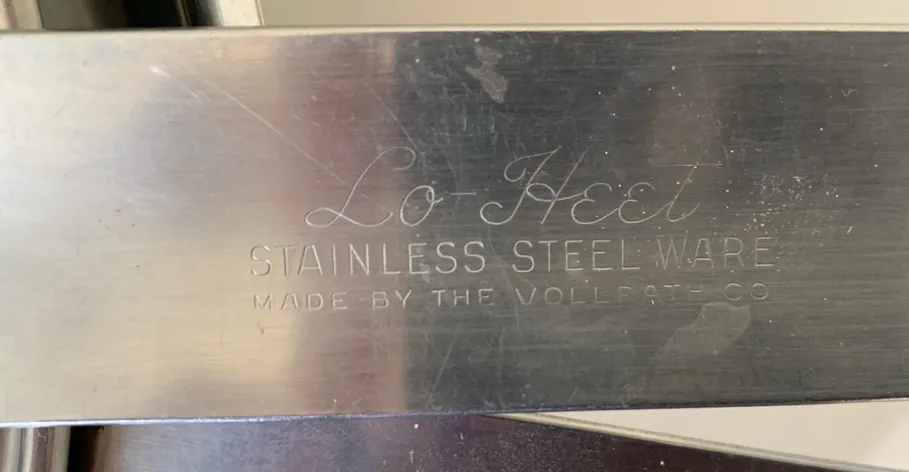 Lo-Heet
STAINLESS STEEL WARE
MADE BY THE VOLLRATH CO